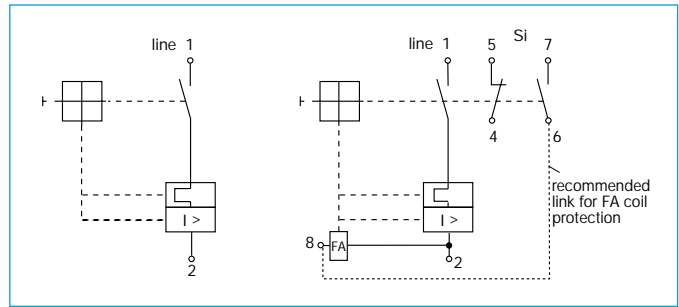 line 1
I >
2
line 1
5
Si
7
4
6
recommended
link for FA coil
protection
I >
8
FA
2